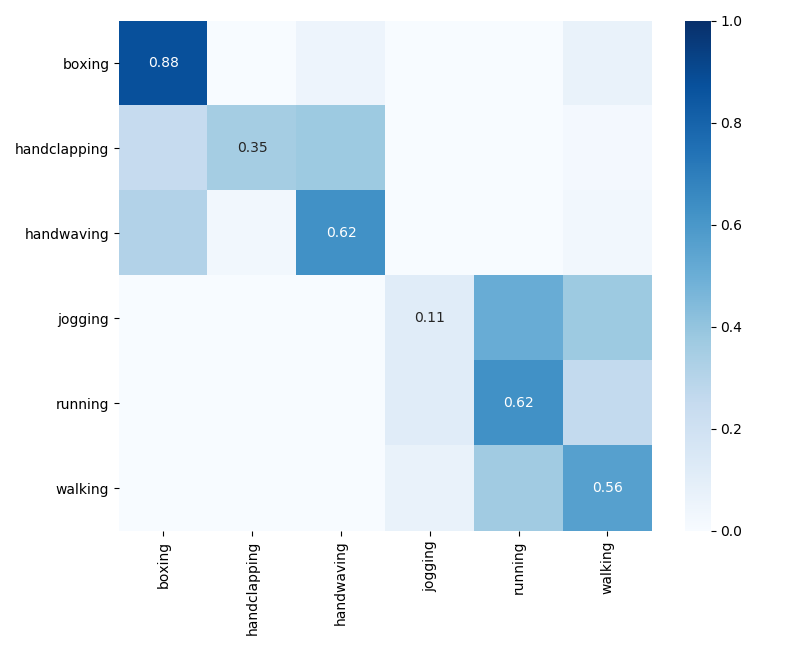 boxing
handclapping
handwaving
jogging
running
walking
0.88
0.35
0.62
0.11
0.62
0.56
boxing
handclapping
handwaving
jogging
running
walking
1.0
0.8
0.6
0.4
0.2
0.0